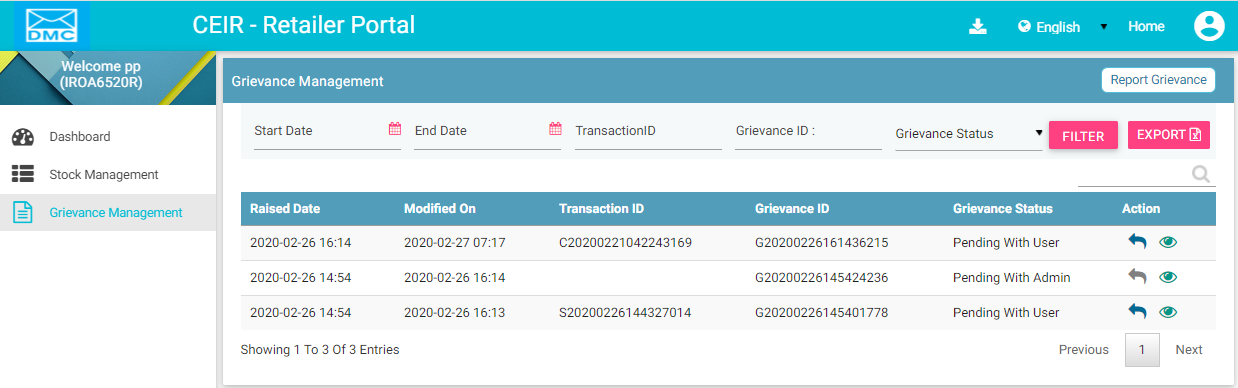 DMC
CEIR - Retailer Portal
English
Home
Welcome pp
(IROA6520R)
Dashboard
Stock Management
Grievance Management
Grievance Management
Report Grievance
Start Date
End Date
TransactionID
Grievance ID :
Grievance Status
FILTER
EXPORT
Raised Date Modified On Transaction ID Grievance ID Grievance Status Action
2020-02-26 16:14 2020-02-27 07:17 C20200221042243169 G20200226161436215 Pending With User
2020-02-26 14:54 2020-02-26 16:14 G20200226145424236 Pending With Admin
2020-02-26 14:54 2020-02-26 16:13 S20200226144327014 G20200226145401778 Pending With User
Showing 1 To 3 Of 3 Entries
Previous 1 Next